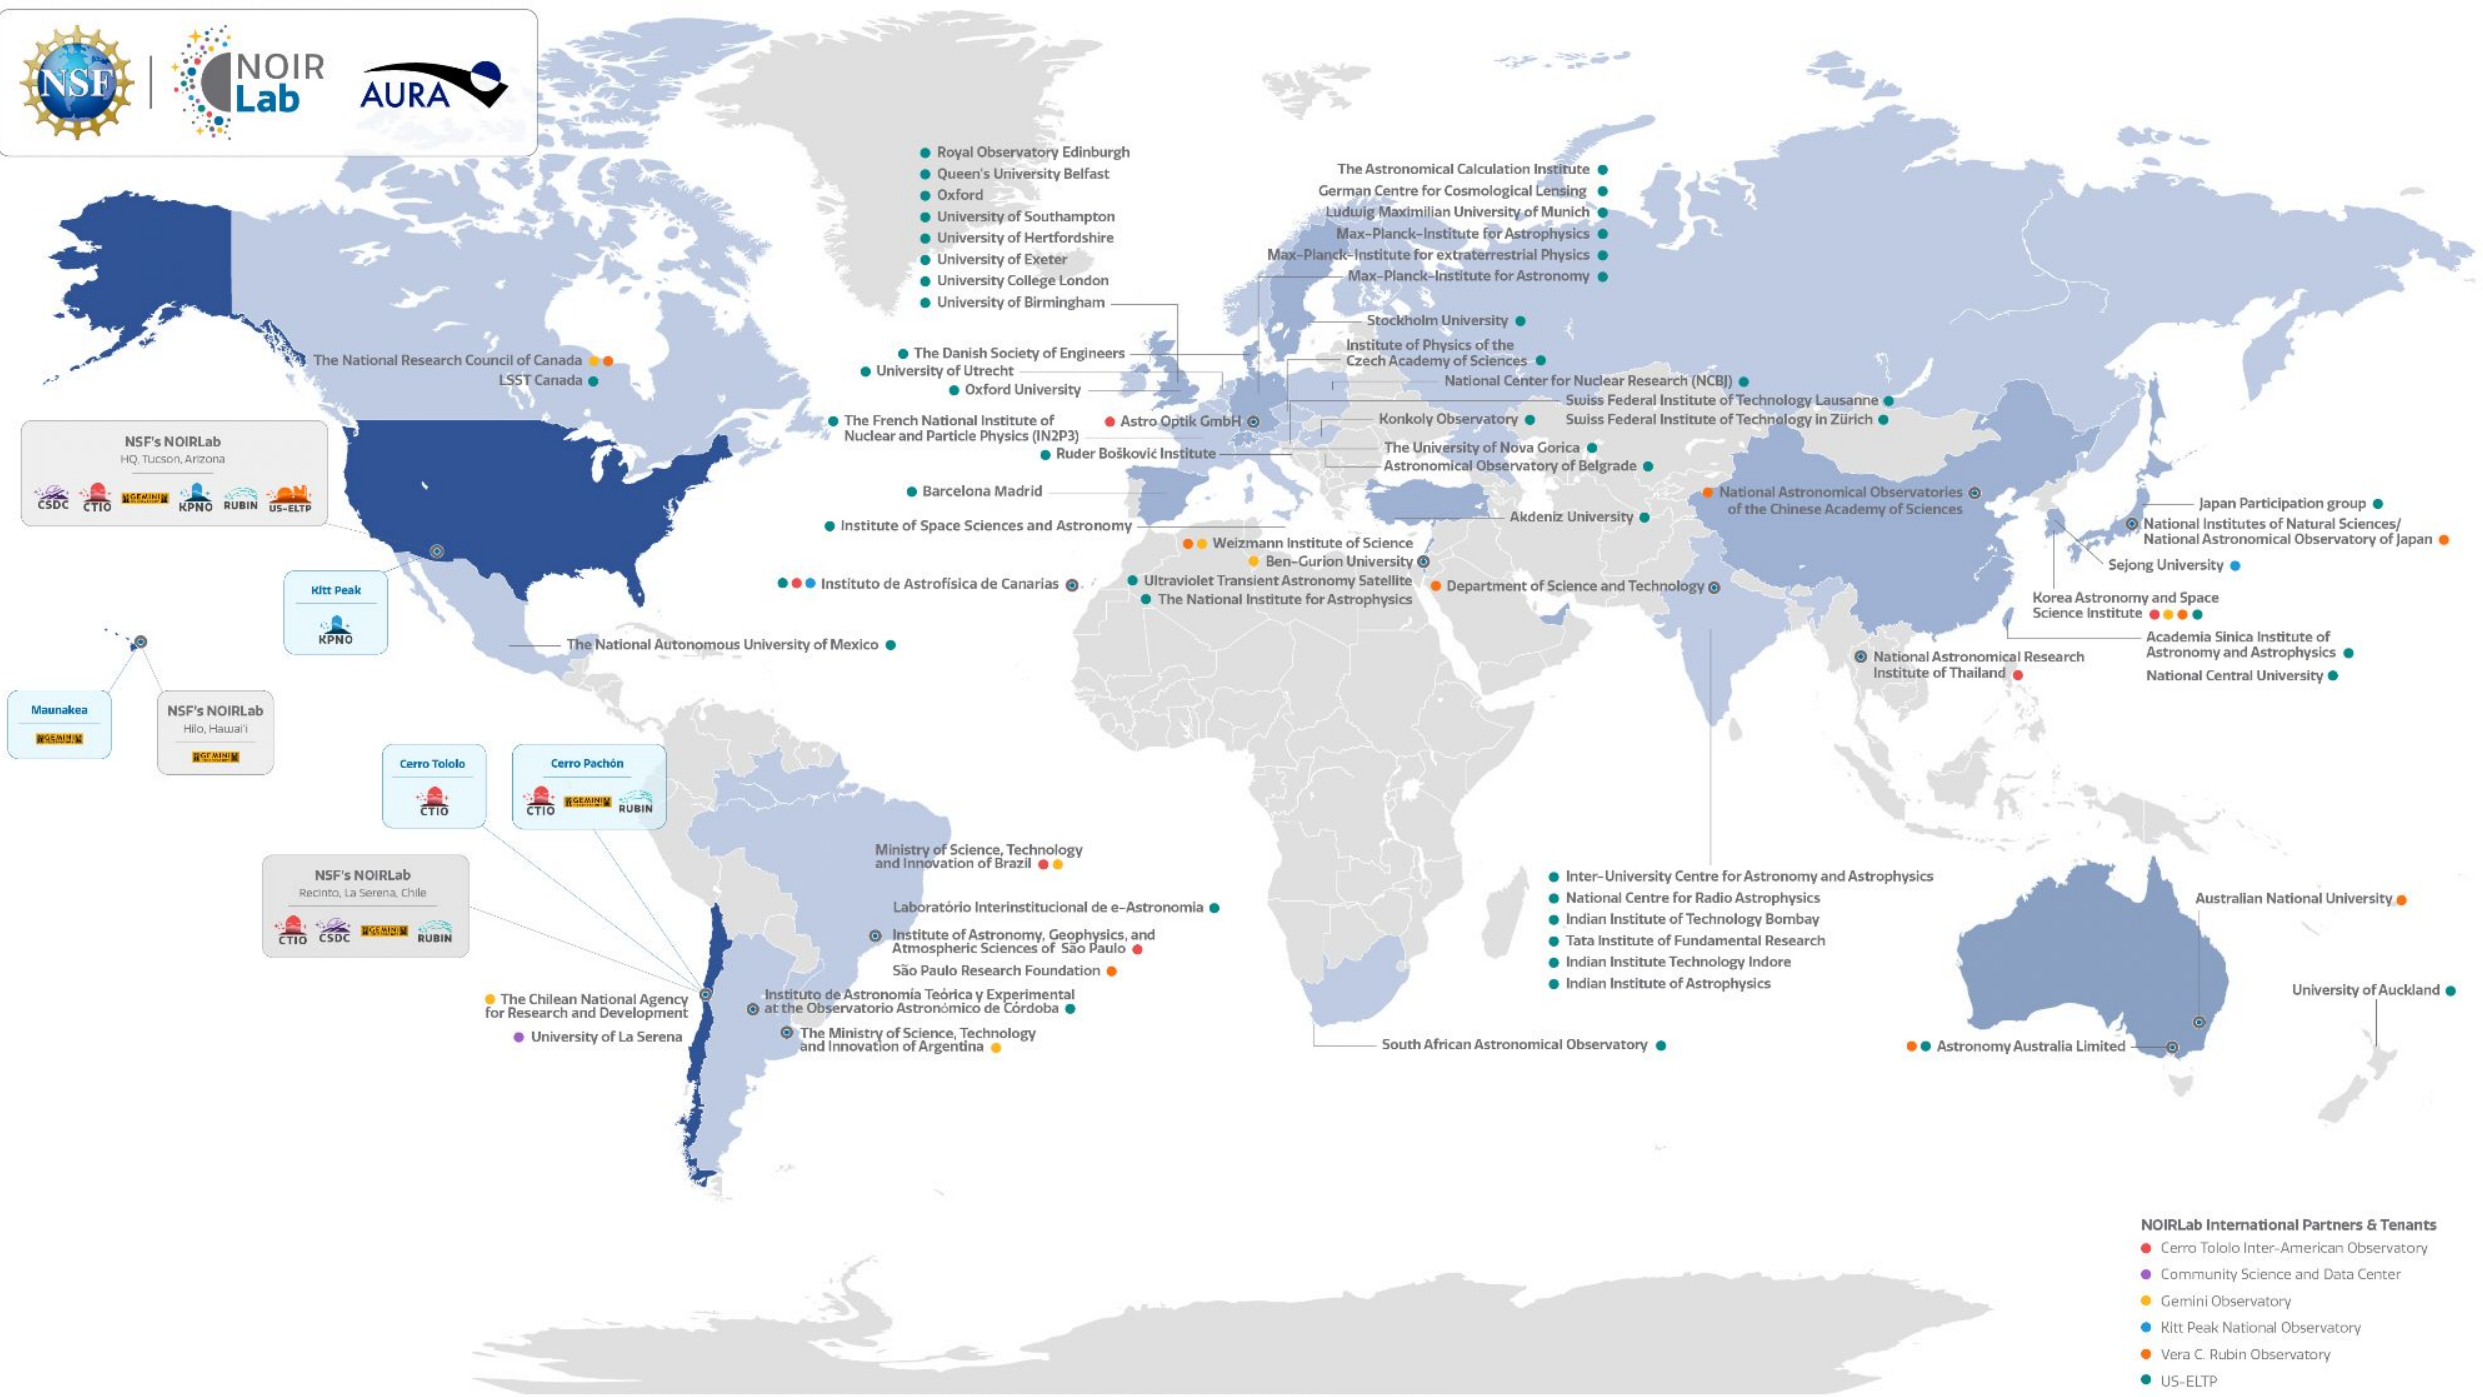 NSF
NOIR
Lab
AURA
Royal Observatory Edinburgh
Queen's University Belfast
Oxford
University of Southampton
University of Hertfordshire
University of Exeter
University College London
University of Birmingham
The Danish Society of Engineers
University of Utrecht
Oxford University
The French National Institute of
Nuclear and Particle Physics (IN2P3)
Astro Optik GmbH
Ruder Bošković Institute
Barcelona Madrid
Institute of Space Sciences and Astronomy
Weizmann Institute of Science
Ben-Gurion University
Instituto de Astrofísica de Canarias
Ultraviolet Transient Astronomy Satellite
The National Institute for Astrophysics
The Astronomical Calculation Institute
German Centre for Cosmological Lensing
Ludwig Maximilian University of Munich
Max-Planck-Institute for Astrophysics
Max-Planck-Institute for extraterrestrial Physics
Max-Planck-Institute for Astronomy
Stockholm University
Institute of Physics of the
Czech Academy of Sciences
National Center for Nuclear Research (NCBJ)
Swiss Federal Institute of Technology Lausanne
Konkoly Observatory
Swiss Federal Institute of Technology in Zürich
The University of Nova Gorica
Astronomical Observatory of Belgrade
Akdeniz University
Department of Science and Technology
National Astronomical Observatories
of the Chinese Academy of Sciences
Japan Participation group
National Institutes of Natural Sciences/
National Astronomical Observatory of Japan
Sejong University
Korea Astronomy and Space
Science Institute
Academia Sinica Institute of
Astronomy and Astrophysics
National Central University
National Astronomical Research
Institute of Thailand
The National Research Council of Canada
LSST Canada
NSF's NOIRLab
HQ, Tucson, Arizona
CSDC
CTIO
GEMINI
KPNO
RUBIN
US-ELTP
Kitt Peak
KPNO
The National Autonomous University of Mexico
Maunakea
GEMINI
NSF's NOIRLab
Hilo, Hawai'i
GEMINI
Cerro Tololo
CTIO
Cerro Pachón
CTIO
GEMINI
RUBIN
NSF's NOIRLab
Recinto, La Serena, Chile
CTIO
CSDC
GEMINI
RUBIN
Ministry of Science, Technology
and Innovation of Brazil
Laboratório Interinstitucional de e-Astronomia
Institute of Astronomy, Geophysics, and
Atmospheric Sciences of São Paulo
São Paulo Research Foundation
The Chilean National Agency
for Research and Development
University of La Serena
Instituto de Astronomía Teórica y Experimental
at the Observatorio Astronómico de Córdoba
The Ministry of Science, Technology
and Innovation of Argentina
Inter-University Centre for Astronomy and Astrophysics
National Centre for Radio Astrophysics
Indian Institute of Technology Bombay
Tata Institute of Fundamental Research
Indian Institute Technology Indore
Indian Institute of Astrophysics
South African Astronomical Observatory
Australian National University
University of Auckland
Astronomy Australia Limited
NOIRLab International Partners & Tenants
Cerro Tololo Inter-American Observatory
Community Science and Data Center
Gemini Observatory
Kitt Peak National Observatory
Vera C. Rubin Observatory
US-ELTP